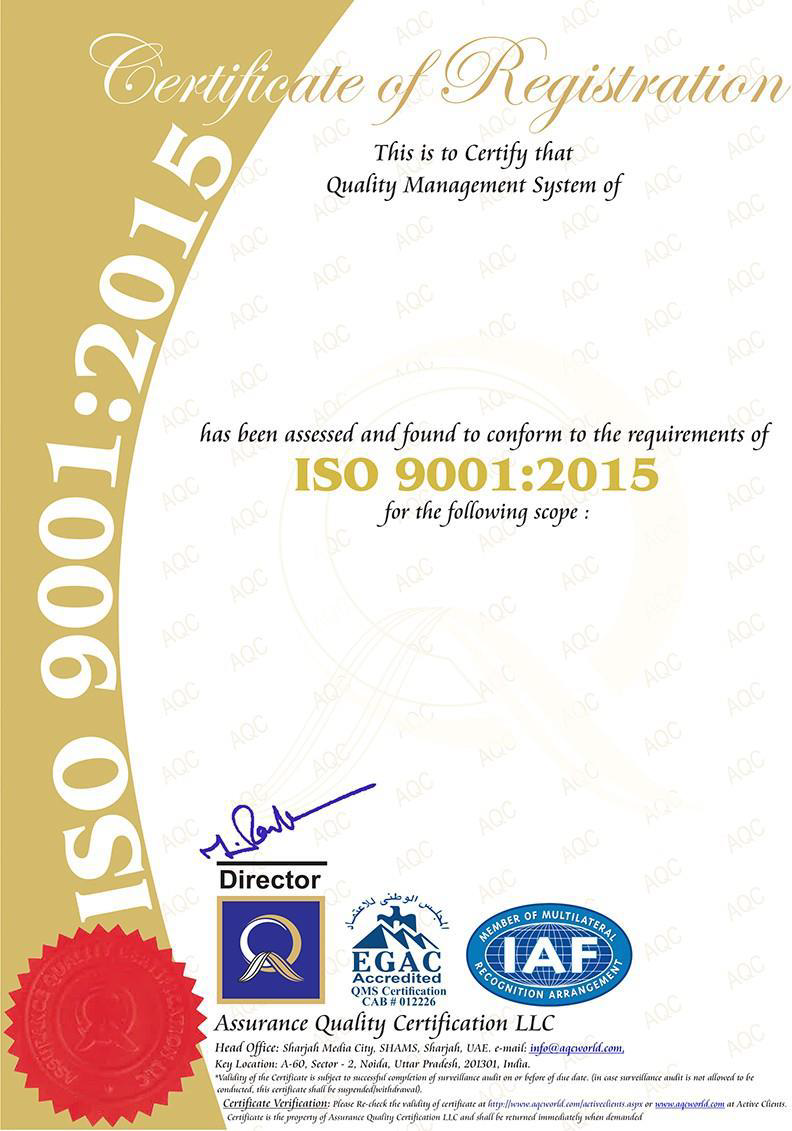 Certificate of Registration
This is to Certify that
Quality Management System of
ISO 9001:2015
has been assessed and found to conform to the requirements of
ISO 9001:2015
for the following scope :
Director
المجلس الوطني للاعتماد
EGAC
Accredited
QMS Certification
CAB # 012226
MEMBER OF MULTILATERAL
IAF
RECOGNITION ARRANGEMENT
ASSURANCE QUALITY CERTIFICATION LLC
Assurance Quality Certification LLC
Head Office: Sharjah Media City, SHAMS, Sharjah, UAE. e-mail: info@aqcworld.com,
Key Location: A-60, Sector - 2, Noida, Uttar Pradesh, 201301, India.
*Validity of the Certificate is subject to successful completion of surveillance audit on or before of due date. (in case surveillance audit is not allowed to be
conducted, this certificate shall be suspended/withdrawal).
Certificate Verification: Please Re-check the validity of certificate at http://www.aqcworld.com/activeclients.aspx or www.aqcworld.com at Active Clients.
Certificate is the property of Assurance Quality Certification LLC and shall be returned immediately when demanded
AQC